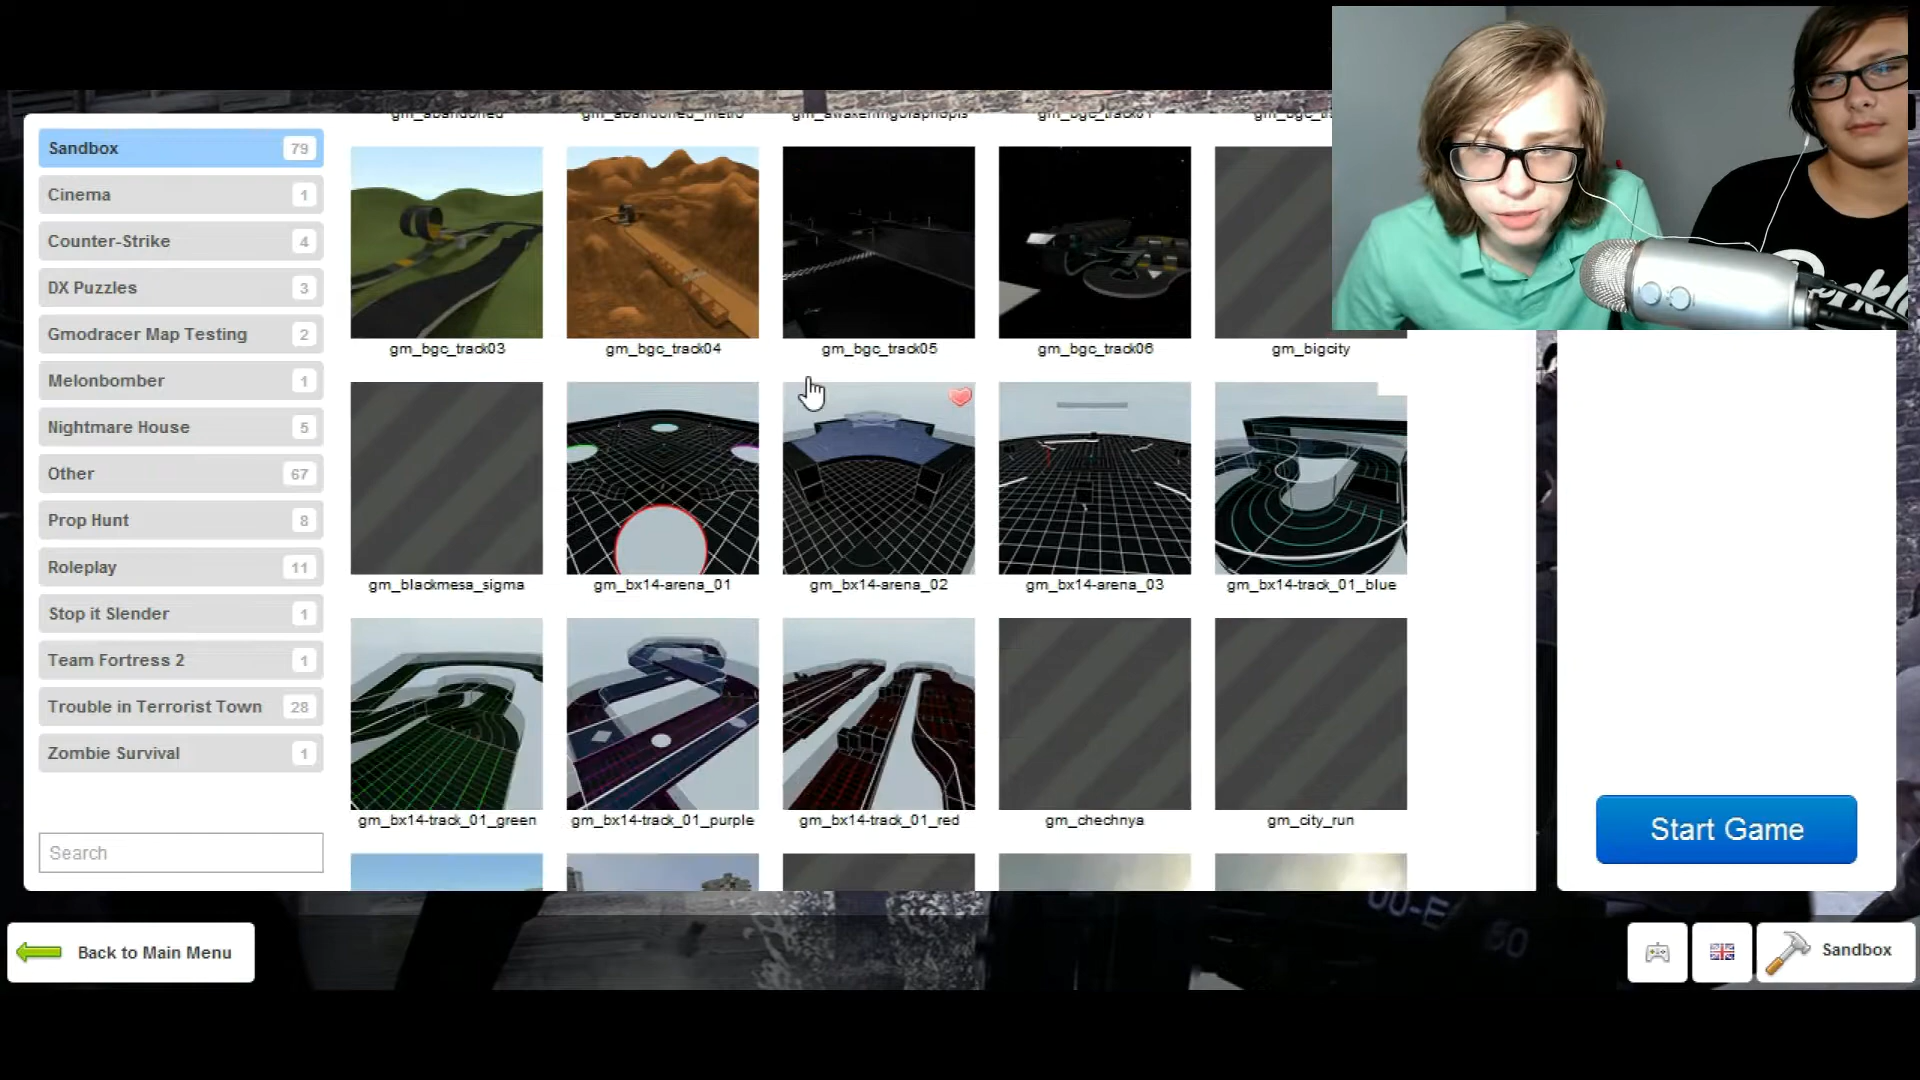 gm_abandoned
gm_abandoned_metro
gm_bgc_track01
Sandbox 79
Cinema 1
Counter-Strike 4
DX Puzzles 3
Gmodracer Map Testing 2
Melonbomber 1
Nightmare House 5
Other 67
Prop Hunt 8
Roleplay 11
Stop it Slender 1
Team Fortress 2 1
Trouble in Terrorist Town 28
Zombie Survival 1
Search
gm_bgc_track03
gm_bgc_track04
gm_bgc_track05
gm_bgc_track06
gm_bigcity
gm_blackmesa_sigma
gm_bx14-arena_01
gm_bx14-arena_02
gm_bx14-arena_03
gm_bx14-track_01_blue
gm_bx14-track_01_green
gm_bx14-track_01_purple
gm_bx14-track_01_red
gm_chechnya
gm_city_run
Start Game
Back to Main Menu
Sandbox